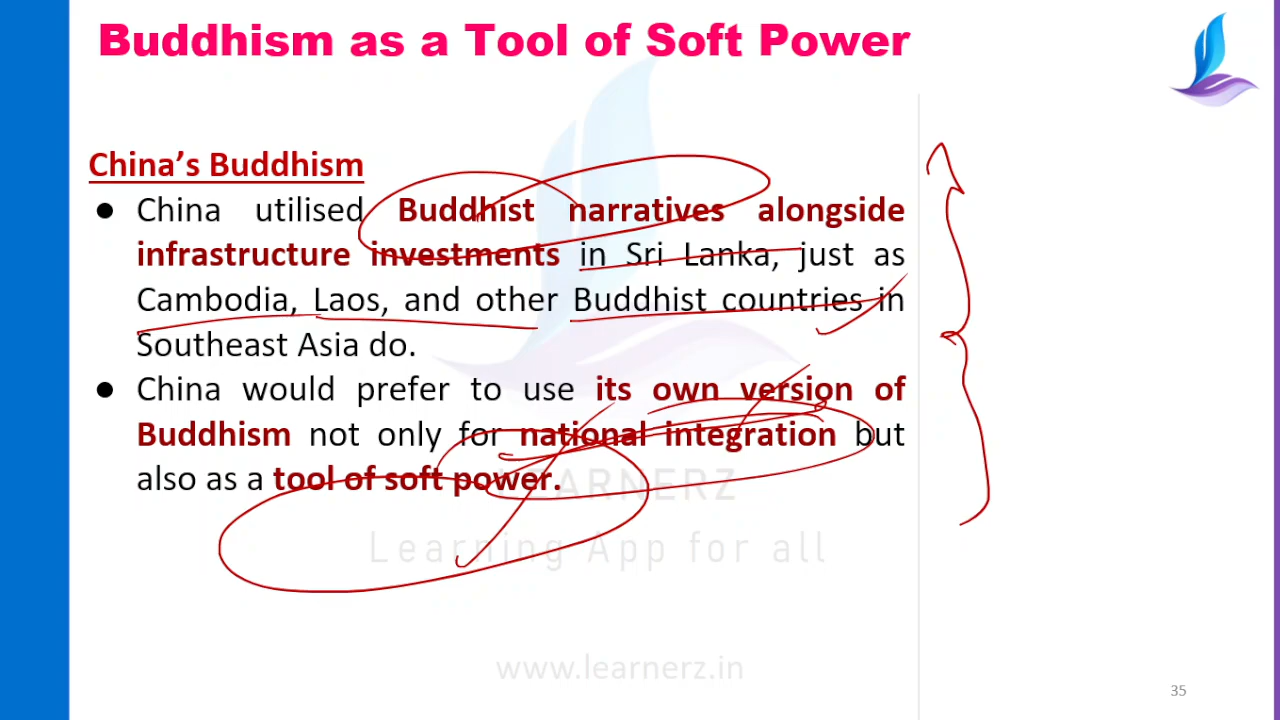 Buddhism as a Tool of Soft Power
China’s Buddhism
● China utilised Buddhist narratives alongside
infrastructure investments in Sri Lanka, just as
Cambodia, Laos, and other Buddhist countries in
Southeast Asia do.
● China would prefer to use its own version of
Buddhism not only for national integration but
also as a tool of soft power.
LEARNERZ
Learning App for all
www.learnerz.in
35